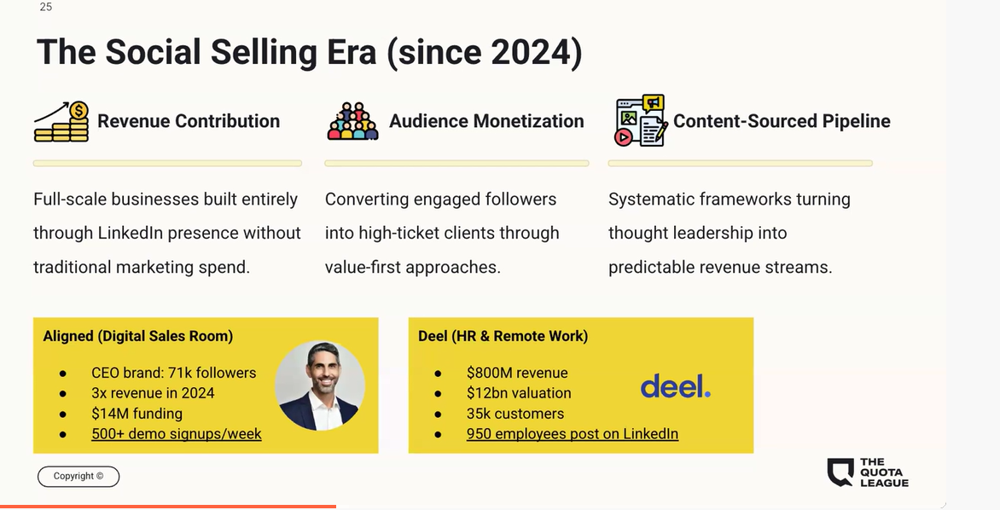 25
The Social Selling Era (since 2024)
Revenue Contribution
Full-scale businesses built entirely
through LinkedIn presence without
traditional marketing spend.
Audience Monetization
Converting engaged followers
into high-ticket clients through
value-first approaches.
Content-Sourced Pipeline
Systematic frameworks turning
thought leadership into
predictable revenue streams.
Aligned (Digital Sales Room)
● CEO brand: 71k followers
● 3x revenue in 2024
● $14M funding
● 500+ demo signups/week
Deel (HR & Remote Work)
● $800M revenue
● $12bn valuation
● 35k customers
● 950 employees post on LinkedIn
deel.
Copyright ©
THE
QUOTA
LEAGUE